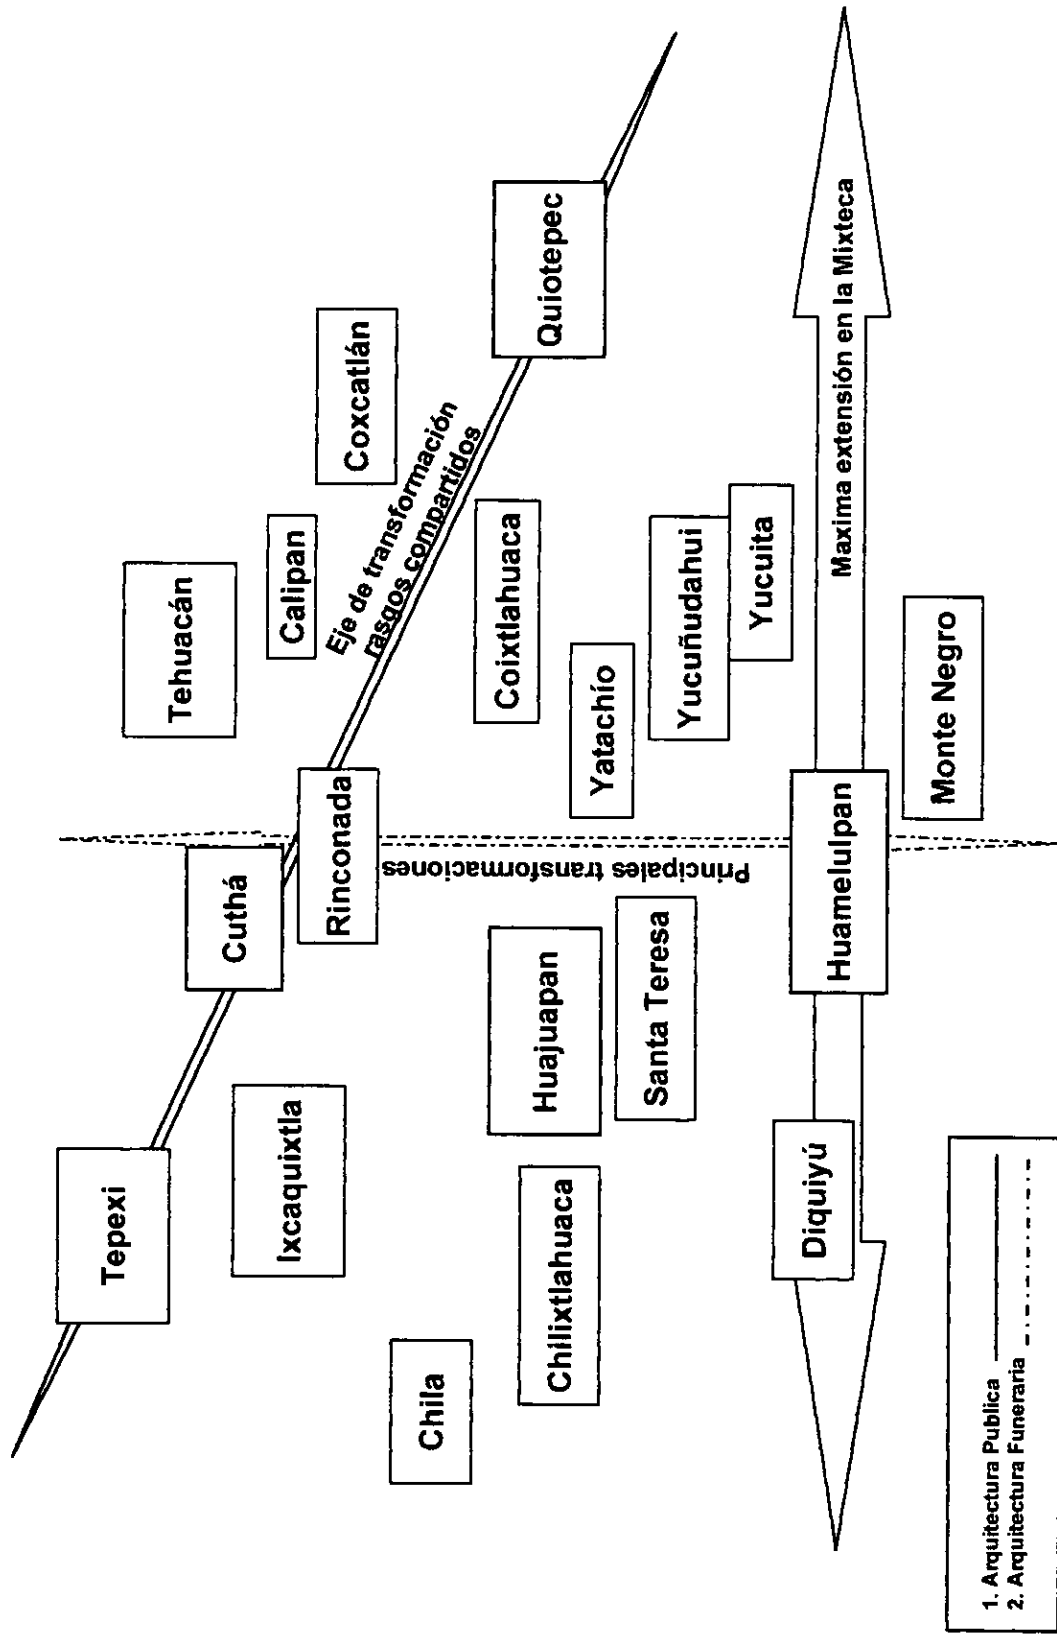 Tepexi
Cuthá
Tehuacán
Ixcaquixtla
Rinconada
Calipan
Coxcatlán
Eje de transformación
rasgos compartidos
Chila
Principales transformaciones
Quiotepec
Chilixtlahuaca
Huajuapan
Coixtlahuaca
Santa Teresa
Yatachío
Yucuñudahui
Yucuita
Diquiyú
Huamelulpan
Maxima extensión en la Mixteca
Monte Negro
1. Arquitectura Publica
2. Arquitectura Funeraria